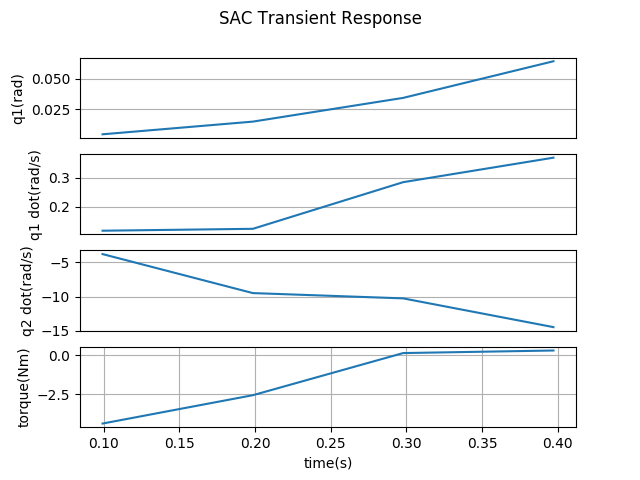 SAC Transient Response
q1(rad)
0.050
0.025
q1 dot(rad/s)
0.3
0.2
q2 dot(rad/s)
−5
−10
−15
torque(Nm)
0.0
−2.5
0.10 0.15 0.20 0.25 0.30 0.35 0.40
time(s)